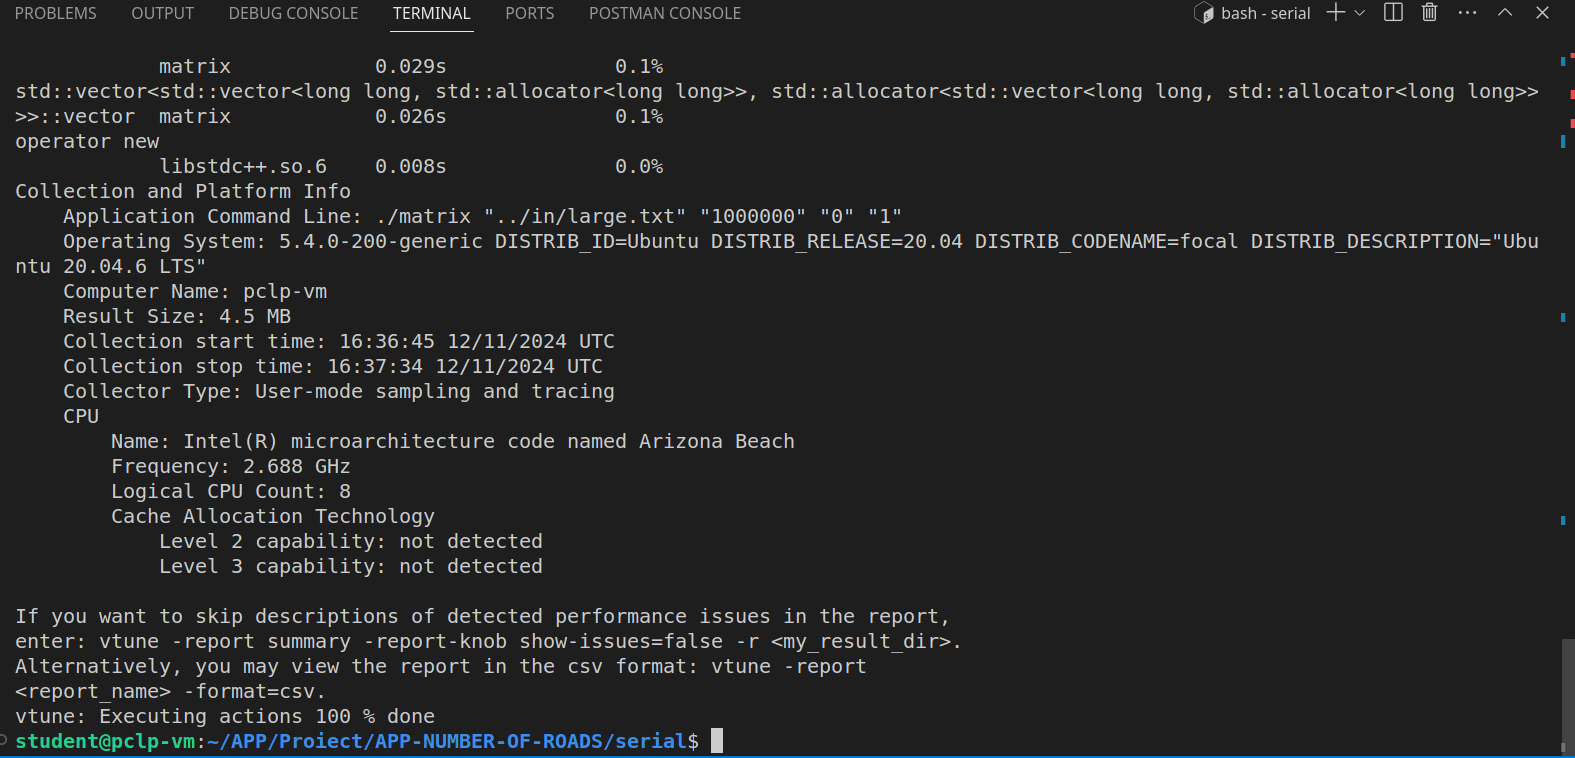 PROBLEMS OUTPUT DEBUG CONSOLE TERMINAL PORTS POSTMAN CONSOLE bash - serial
matrix 0.029s 0.1%
std::vector<std::vector<long long, std::allocator<long long>>, std::allocator<std::vector<long long, std::allocator<long long>>
>>::vector matrix 0.026s 0.1%
operator new
libstdc++.so.6 0.008s 0.0%
Collection and Platform Info
Application Command Line: ./matrix "../in/large.txt" "1000000" "0" "1"
Operating System: 5.4.0-200-generic DISTRIB_ID=Ubuntu DISTRIB_RELEASE=20.04 DISTRIB_CODENAME=focal DISTRIB_DESCRIPTION="Ubu
ntu 20.04.6 LTS"
Computer Name: pclp-vm
Result Size: 4.5 MB
Collection start time: 16:36:45 12/11/2024 UTC
Collection stop time: 16:37:34 12/11/2024 UTC
Collector Type: User-mode sampling and tracing
CPU
Name: Intel(R) microarchitecture code named Arizona Beach
Frequency: 2.688 GHz
Logical CPU Count: 8
Cache Allocation Technology
Level 2 capability: not detected
Level 3 capability: not detected
If you want to skip descriptions of detected performance issues in the report,
enter: vtune -report summary -report-knob show-issues=false -r <my_result_dir>.
Alternatively, you may view the report in the csv format: vtune -report
<report_name> -format=csv.
vtune: Executing actions 100 % done
student@pclp-vm:~/APP/Proiect/APP-NUMBER-OF-ROADS/serial$